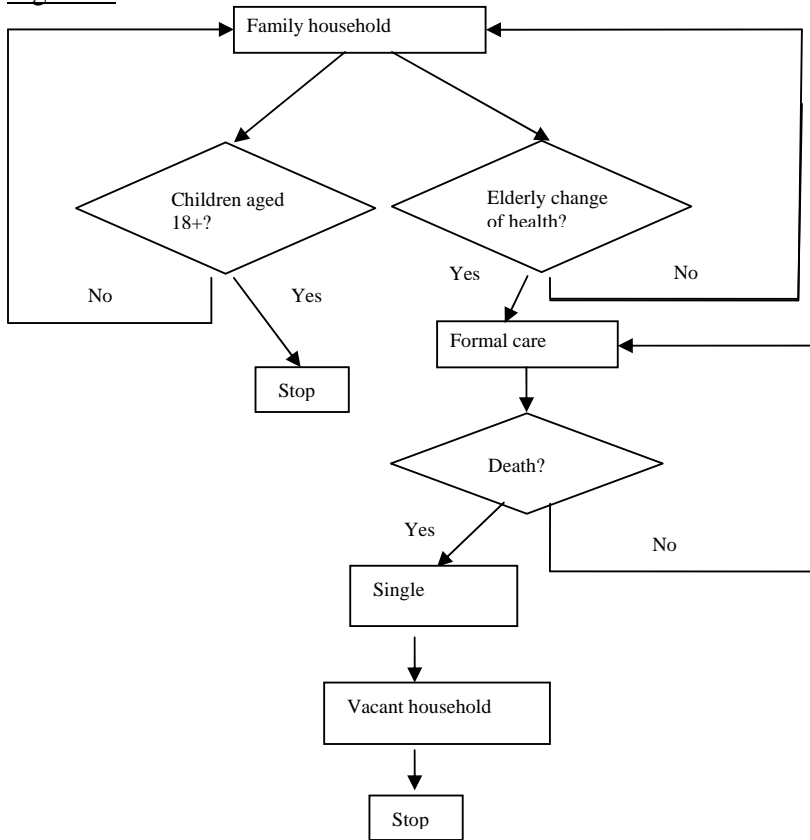 Family household
Children aged
18+?
Elderly change
of health?
No
Yes
Yes
No
Formal care
Stop
Death?
Yes
No
Single
Vacant household
Stop